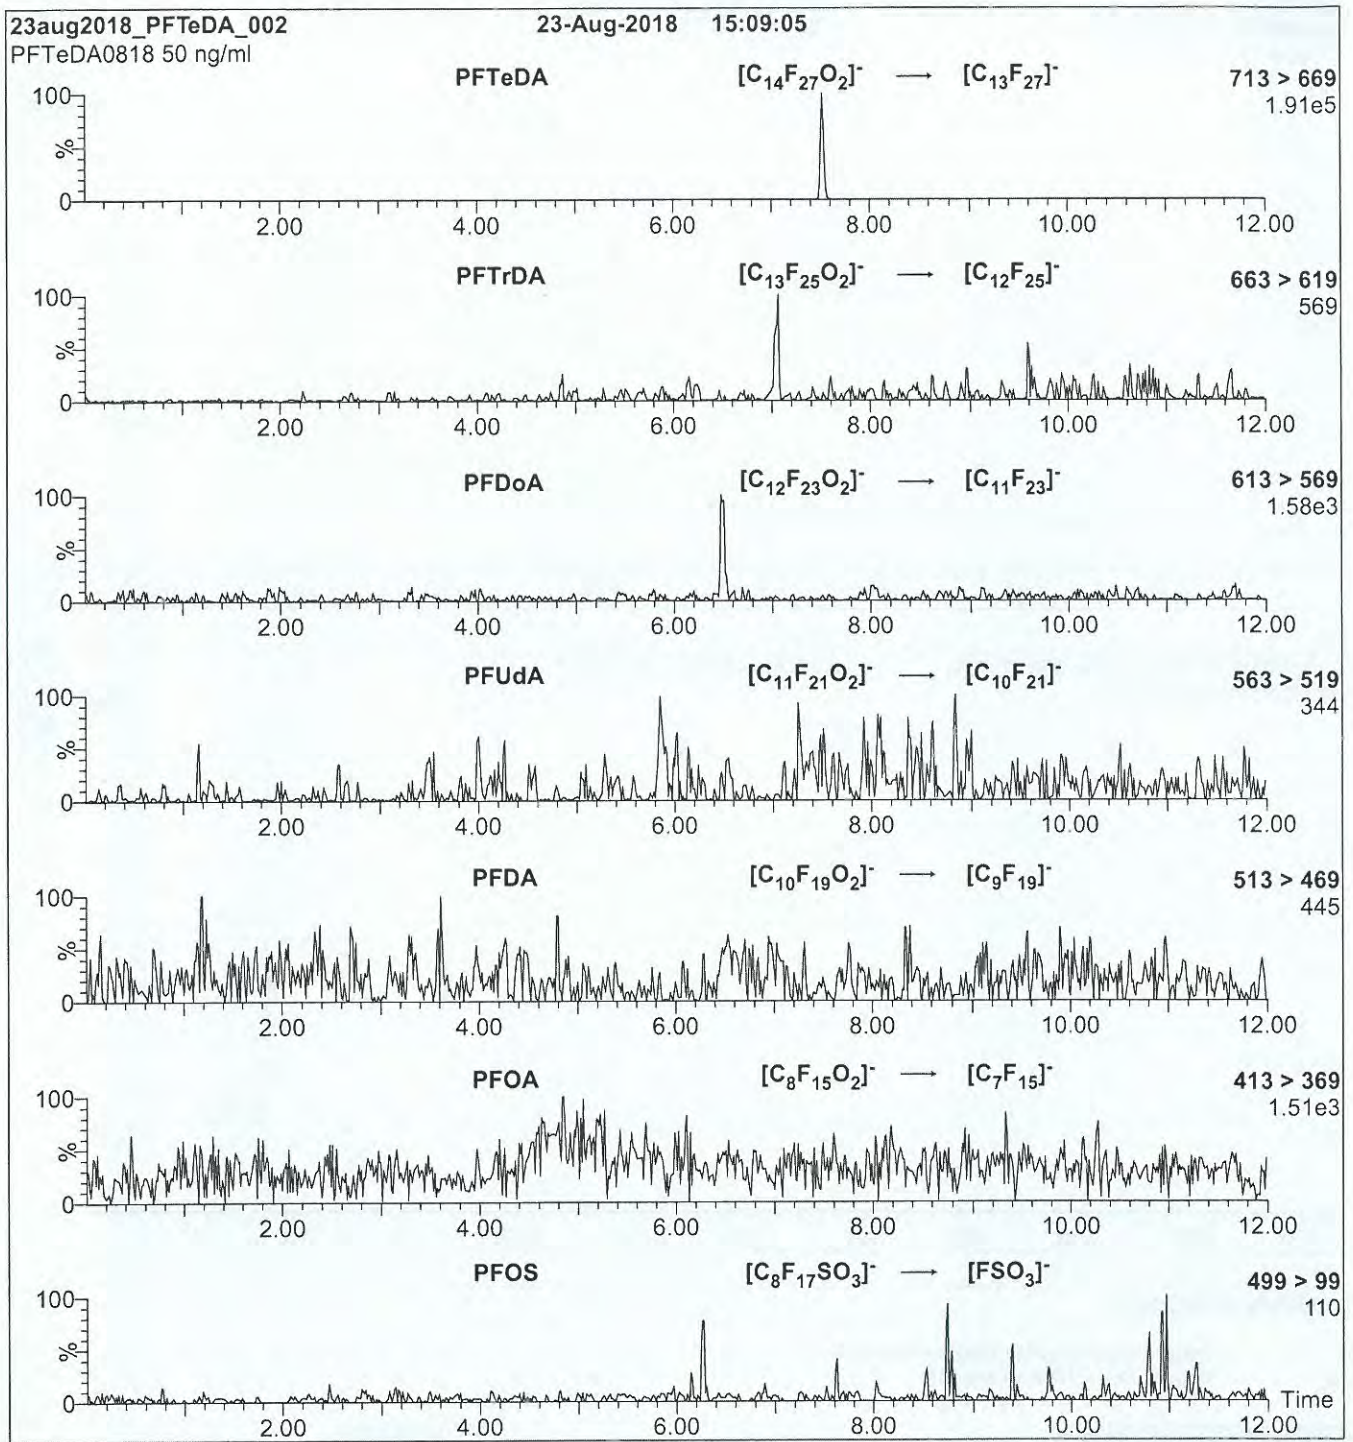 23aug2018_PFTeDA_002 23-Aug-2018 15:09:05
PFTeDA0818 50 ng/ml
PFTeDA [C₁₄F₂₇O₂]⁻ → [C₁₃F₂₇]⁻ 713 > 669
1.91e5
100
%
0
2.00 4.00 6.00 8.00 10.00 12.00
PFTrDA [C₁₃F₂₅O₂]⁻ → [C₁₂F₂₅]⁻ 663 > 619
569
100
%
0
2.00 4.00 6.00 8.00 10.00 12.00
PFDoA [C₁₂F₂₃O₂]⁻ → [C₁₁F₂₃]⁻ 613 > 569
1.58e3
100
%
0
2.00 4.00 6.00 8.00 10.00 12.00
PFUdA [C₁₁F₂₁O₂]⁻ → [C₁₀F₂₁]⁻ 563 > 519
344
100
%
0
2.00 4.00 6.00 8.00 10.00 12.00
PFDA [C₁₀F₁₉O₂]⁻ → [C₉F₁₉]⁻ 513 > 469
445
100
%
0
2.00 4.00 6.00 8.00 10.00 12.00
PFOA [C₈F₁₅O₂]⁻ → [C₇F₁₅]⁻ 413 > 369
1.51e3
100
%
0
2.00 4.00 6.00 8.00 10.00 12.00
PFOS [C₈F₁₇SO₃]⁻ → [FSO₃]⁻ 499 > 99
110
100
%
0
Time
2.00 4.00 6.00 8.00 10.00 12.00